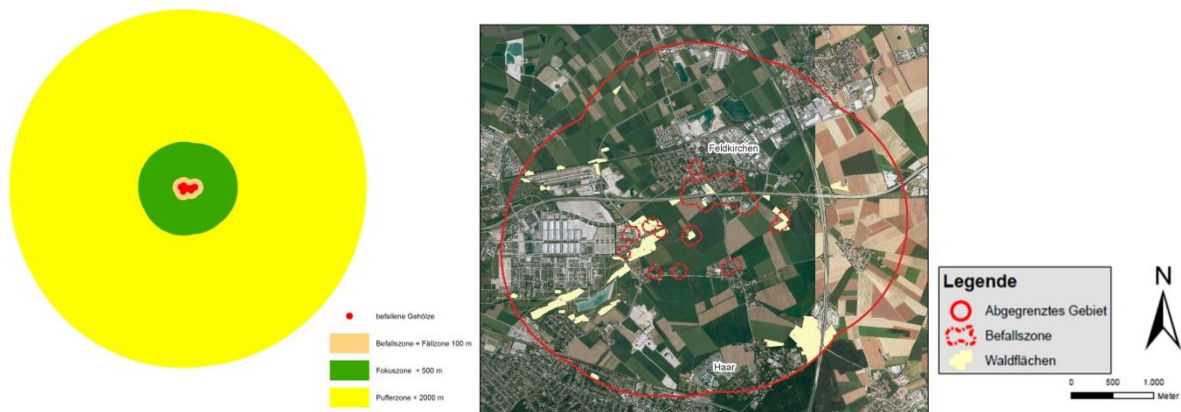 befallene Gehölze
Befallszone = Fällzone 100 m
Fokuszone + 500 m
Pufferzone + 2000 m
Feldkirchen
Haar
Legende
Abgegrenztes Gebiet
Befallszone
Waldflächen
N
0 500 1.000
Meter